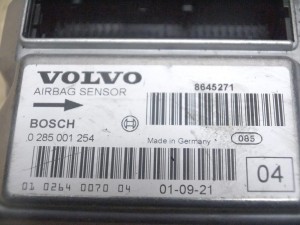 VOLVO
AIRBAG SENSOR
8645271
BOSCH
0 285 001 254
Made in Germany
085
04
01 0264 0070 04
01-09-21